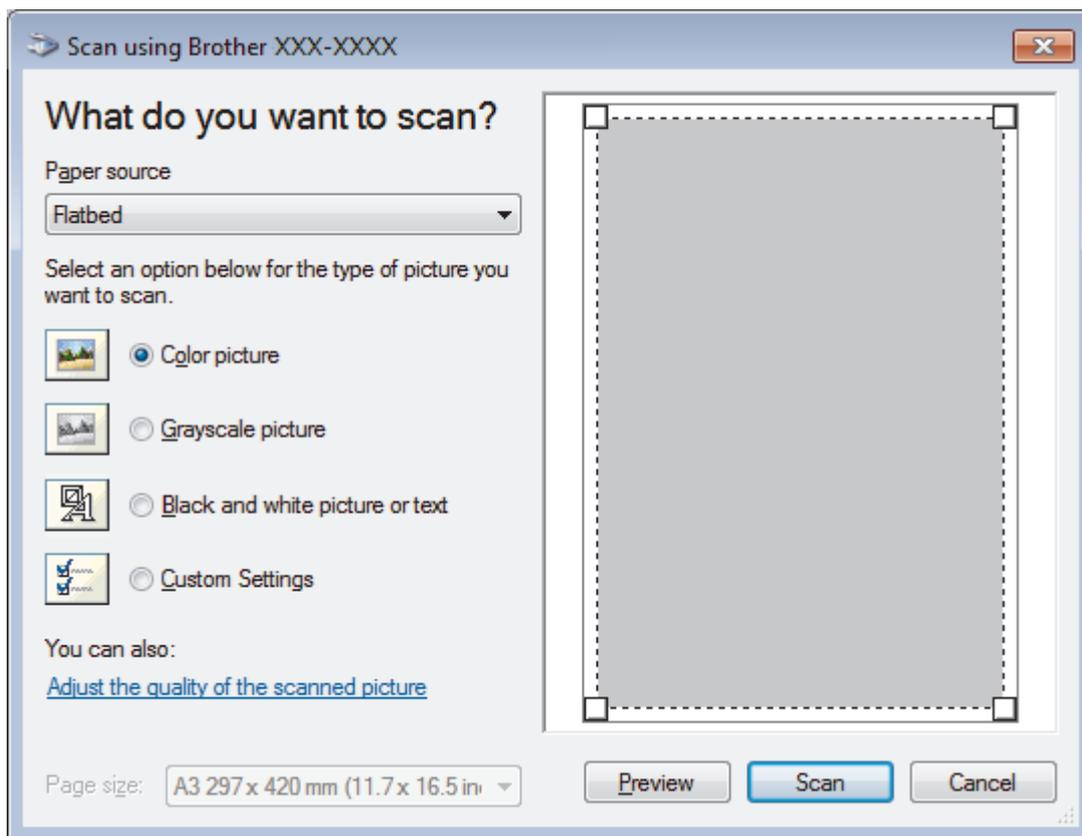 Scan using Brother XXX-XXXX
What do you want to scan?
Paper source
Flatbed
Select an option below for the type of picture you
want to scan.
Color picture
Grayscale picture
Black and white picture or text
Custom Settings
You can also:
Adjust the quality of the scanned picture
Page size: A3 297 x 420 mm (11.7 x 16.5 in
Preview Scan Cancel